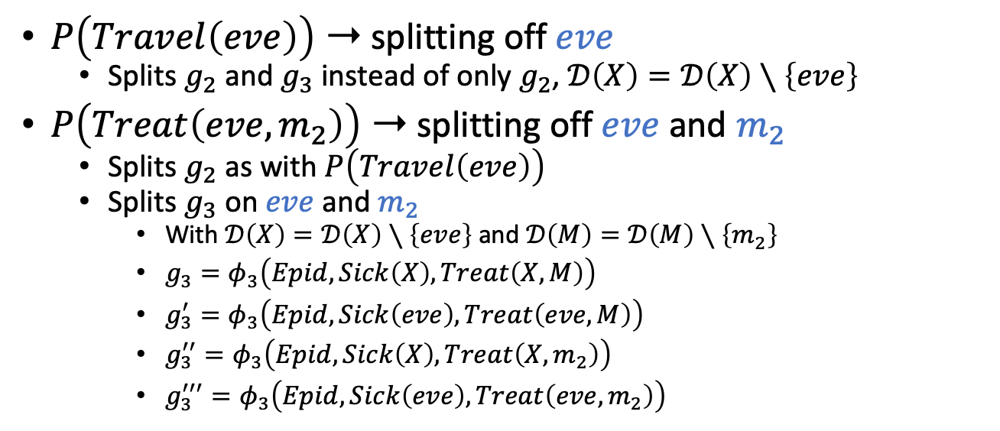 • P(Travel(eve)) → splitting off eve
• Splits g₂ and g₃ instead of only g₂, 𝒟(X) = 𝒟(X) \ {eve}
• P(Treat(eve, m₂)) → splitting off eve and m₂
• Splits g₂ as with P(Travel(eve))
• Splits g₃ on eve and m₂
• With 𝒟(X) = 𝒟(X) \ {eve} and 𝒟(M) = 𝒟(M) \ {m₂}
• g₃ = ϕ₃(Epid, Sick(X), Treat(X, M))
• g₃′ = ϕ₃(Epid, Sick(eve), Treat(eve, M))
• g₃′′ = ϕ₃(Epid, Sick(X), Treat(X, m₂))
• g₃′′′ = ϕ₃(Epid, Sick(eve), Treat(eve, m₂))